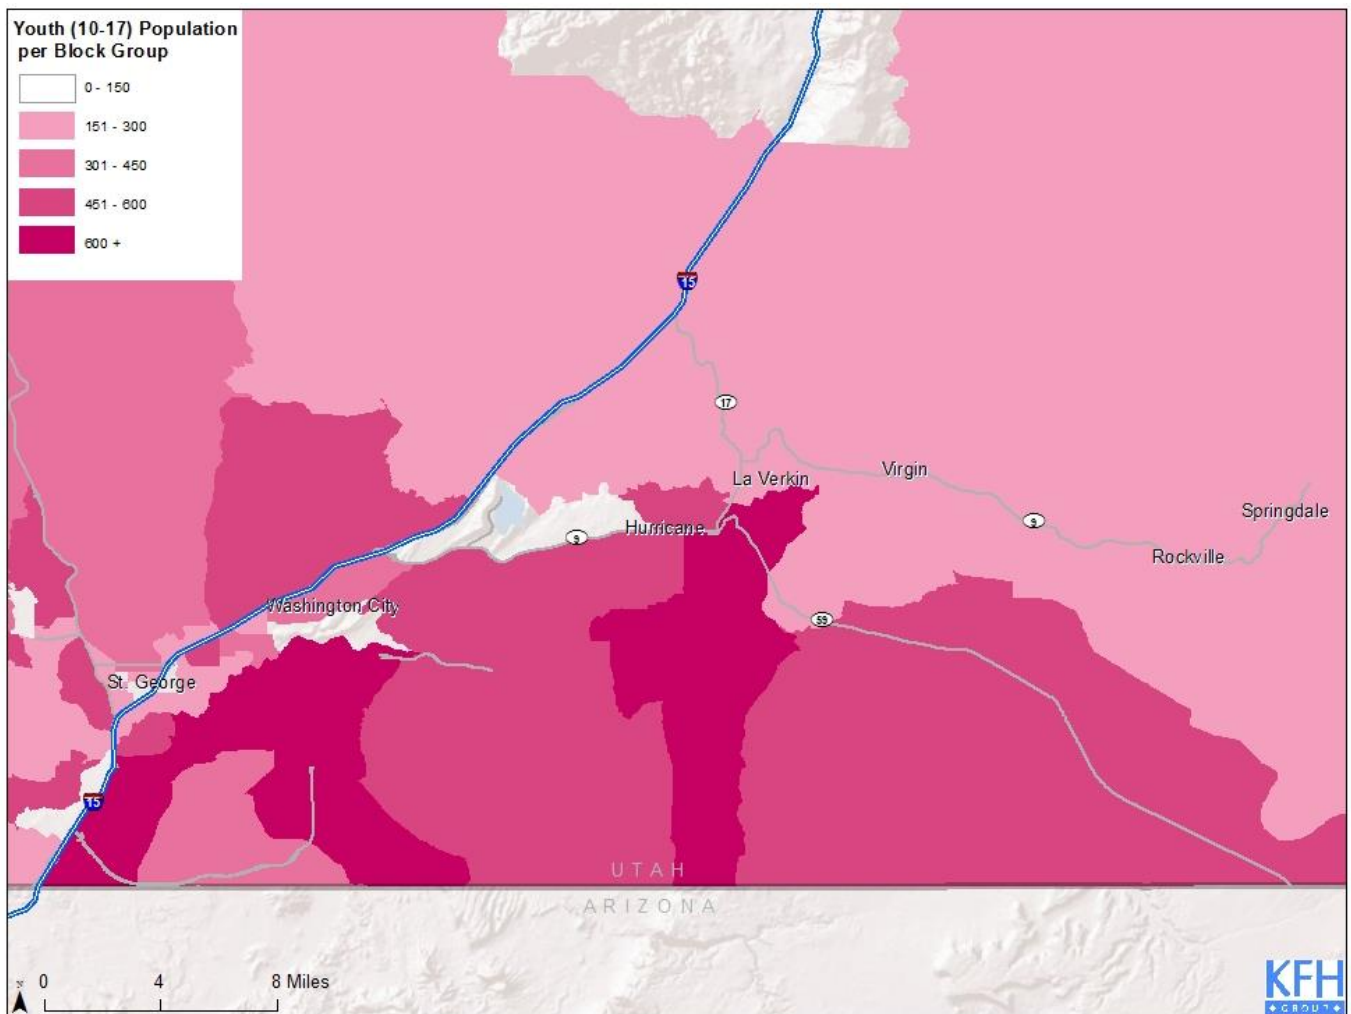 Youth (10-17) Population
per Block Group
0 - 150
151 - 300
301 - 450
451 - 600
600 +
15
17
La Verkin
Virgin
Springdale
9
Hurricane
9
Rockville
Washington City
59
St. George
15
UTAH
ARIZONA
N
0 4 8 Miles
KFH
GROUP